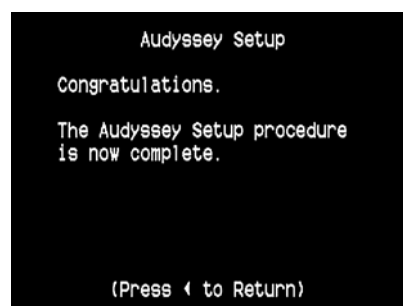 Audyssey Setup
Congratulations.
The Audyssey Setup procedure
is now complete.
(Press ◀ to Return)